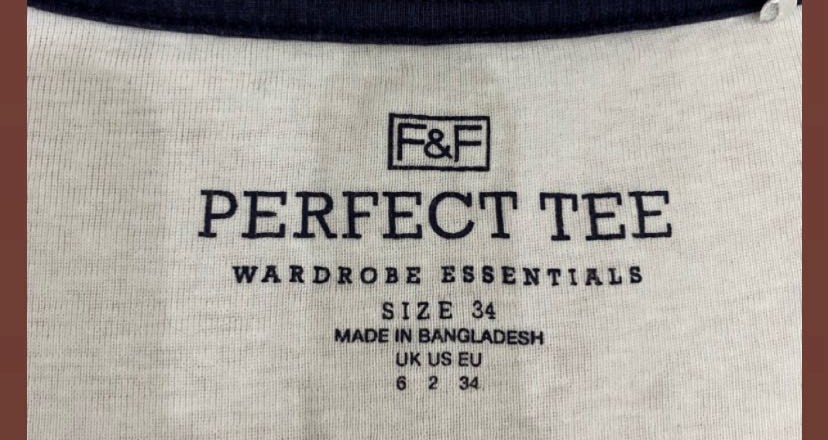 F&F
PERFECT TEE
WARDROBE ESSENTIALS
SIZE 34
MADE IN BANGLADESH
UK US EU
6 2 34